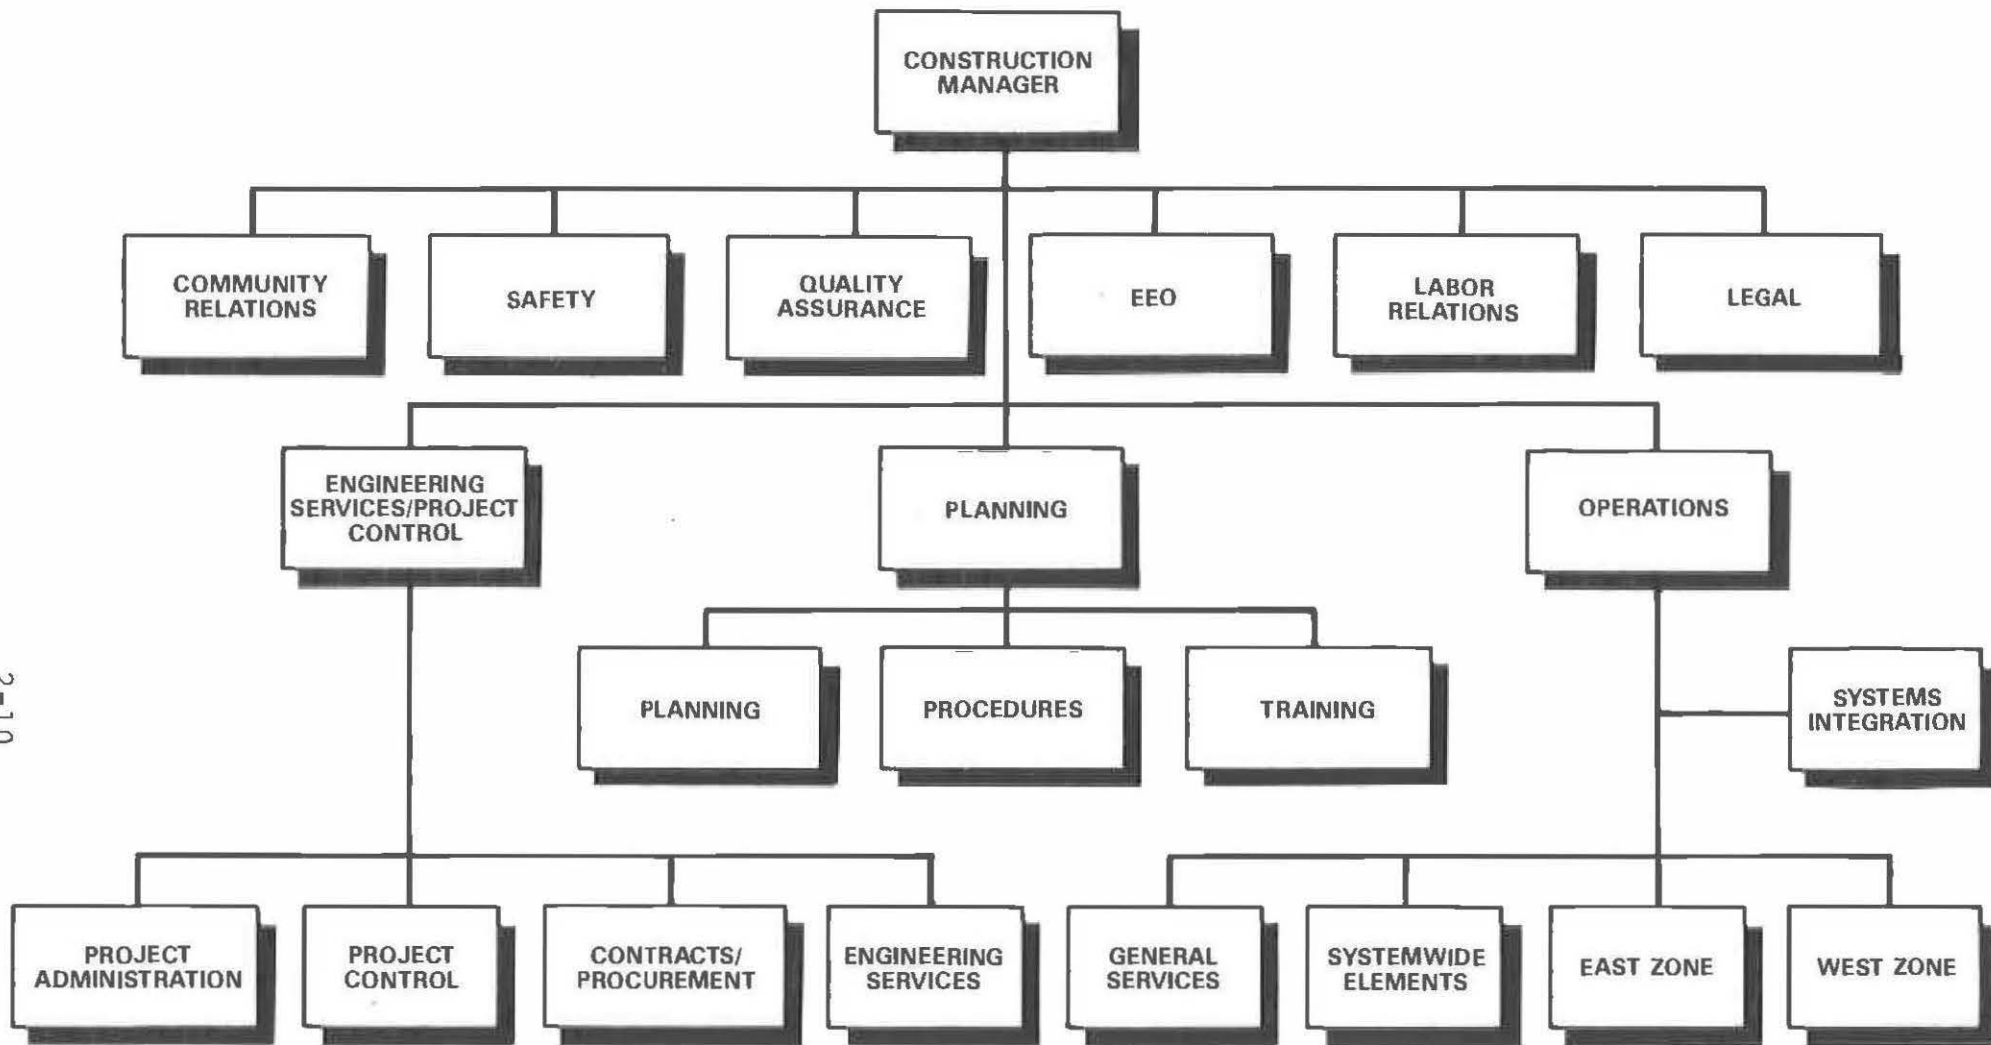 CONSTRUCTION
MANAGER
COMMUNITY
RELATIONS
SAFETY
QUALITY
ASSURANCE
EEO
LABOR
RELATIONS
LEGAL
ENGINEERING
SERVICES/PROJECT
CONTROL
PLANNING
OPERATIONS
PLANNING
PROCEDURES
TRAINING
SYSTEMS
INTEGRATION
PROJECT
ADMINISTRATION
PROJECT
CONTROL
CONTRACTS/
PROCUREMENT
ENGINEERING
SERVICES
GENERAL
SERVICES
SYSTEMWIDE
ELEMENTS
EAST ZONE
WEST ZONE